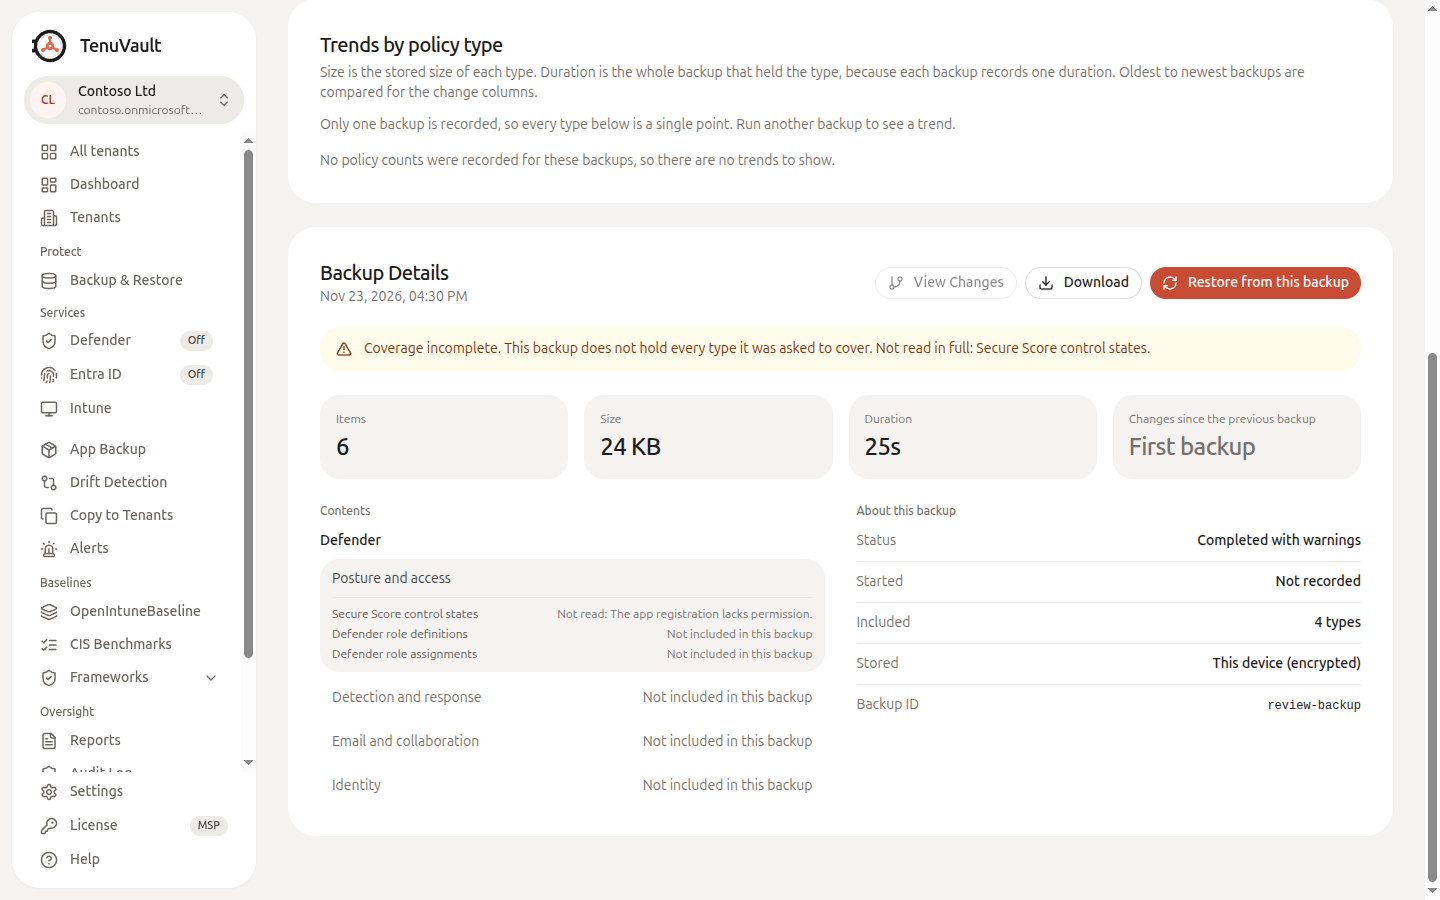 TenuVault
CL
Contoso Ltd
contoso.onmicrosoft...
All tenants
Dashboard
Tenants
Protect
Backup & Restore
Services
Defender
Off
Entra ID
Off
Intune
App Backup
Drift Detection
Copy to Tenants
Alerts
Baselines
OpenIntuneBaseline
CIS Benchmarks
Frameworks
Oversight
Reports
Audit Log
Settings
License
MSP
Help
Trends by policy type
Size is the stored size of each type. Duration is the whole backup that held the type, because each backup records one duration. Oldest to newest backups are
compared for the change columns.
Only one backup is recorded, so every type below is a single point. Run another backup to see a trend.
No policy counts were recorded for these backups, so there are no trends to show.
Backup Details
Nov 23, 2026, 04:30 PM
View Changes
Download
Restore from this backup
Coverage incomplete. This backup does not hold every type it was asked to cover. Not read in full: Secure Score control states.
Items
6
Size
24 KB
Duration
25s
Changes since the previous backup
First backup
Contents
Defender
Posture and access
Secure Score control states Not read: The app registration lacks permission.
Defender role definitions Not included in this backup
Defender role assignments Not included in this backup
Detection and response Not included in this backup
Email and collaboration Not included in this backup
Identity Not included in this backup
About this backup
Status Completed with warnings
Started Not recorded
Included 4 types
Stored This device (encrypted)
Backup ID review-backup